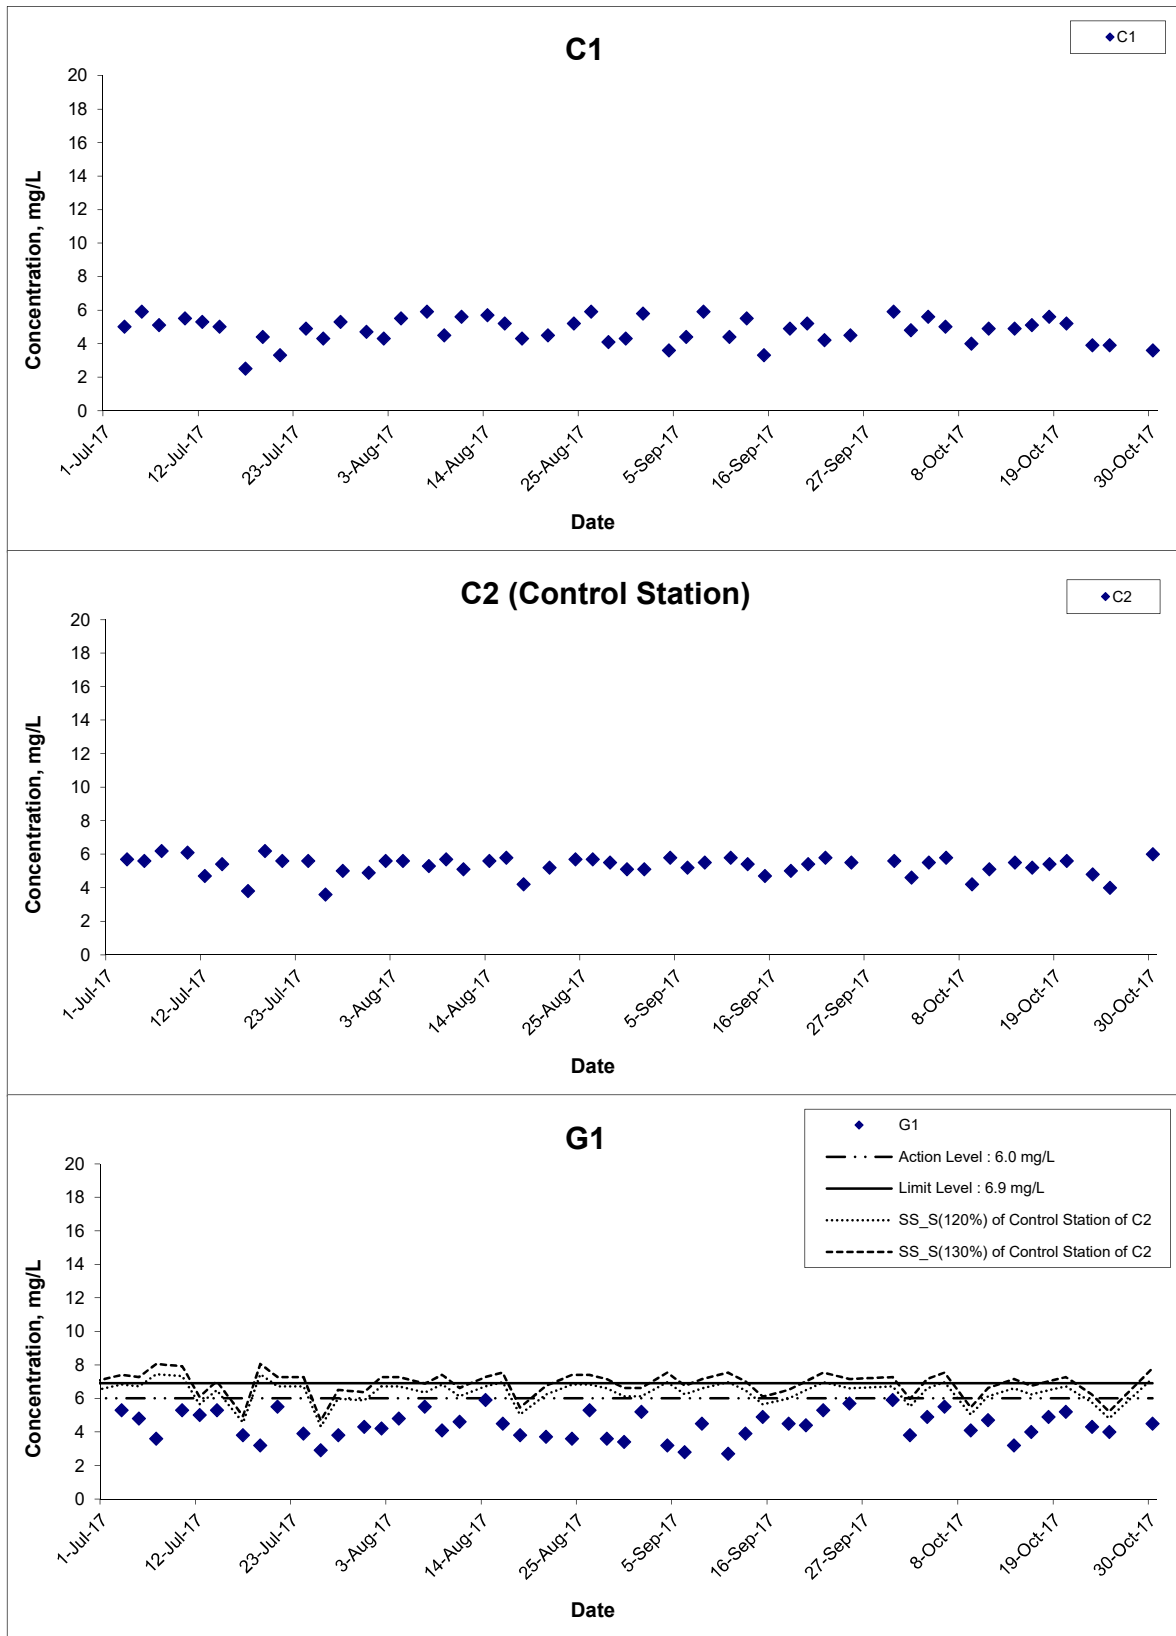 C1
C1
Concentration, mg/L
20
18
16
14
12
10
8
6
4
2
0
1-Jul-17
12-Jul-17
23-Jul-17
3-Aug-17
14-Aug-17
25-Aug-17
5-Sep-17
16-Sep-17
27-Sep-17
8-Oct-17
19-Oct-17
30-Oct-17
Date
C2 (Control Station)
C2
Concentration, mg/L
20
18
16
14
12
10
8
6
4
2
0
1-Jul-17
12-Jul-17
23-Jul-17
3-Aug-17
14-Aug-17
25-Aug-17
5-Sep-17
16-Sep-17
27-Sep-17
8-Oct-17
19-Oct-17
30-Oct-17
Date
G1
G1
Action Level : 6.0 mg/L
Limit Level : 6.9 mg/L
SS_S(120%) of Control Station of C2
SS_S(130%) of Control Station of C2
Concentration, mg/L
20
18
16
14
12
10
8
6
4
2
0
1-Jul-17
12-Jul-17
23-Jul-17
3-Aug-17
14-Aug-17
25-Aug-17
5-Sep-17
16-Sep-17
27-Sep-17
8-Oct-17
19-Oct-17
30-Oct-17
Date